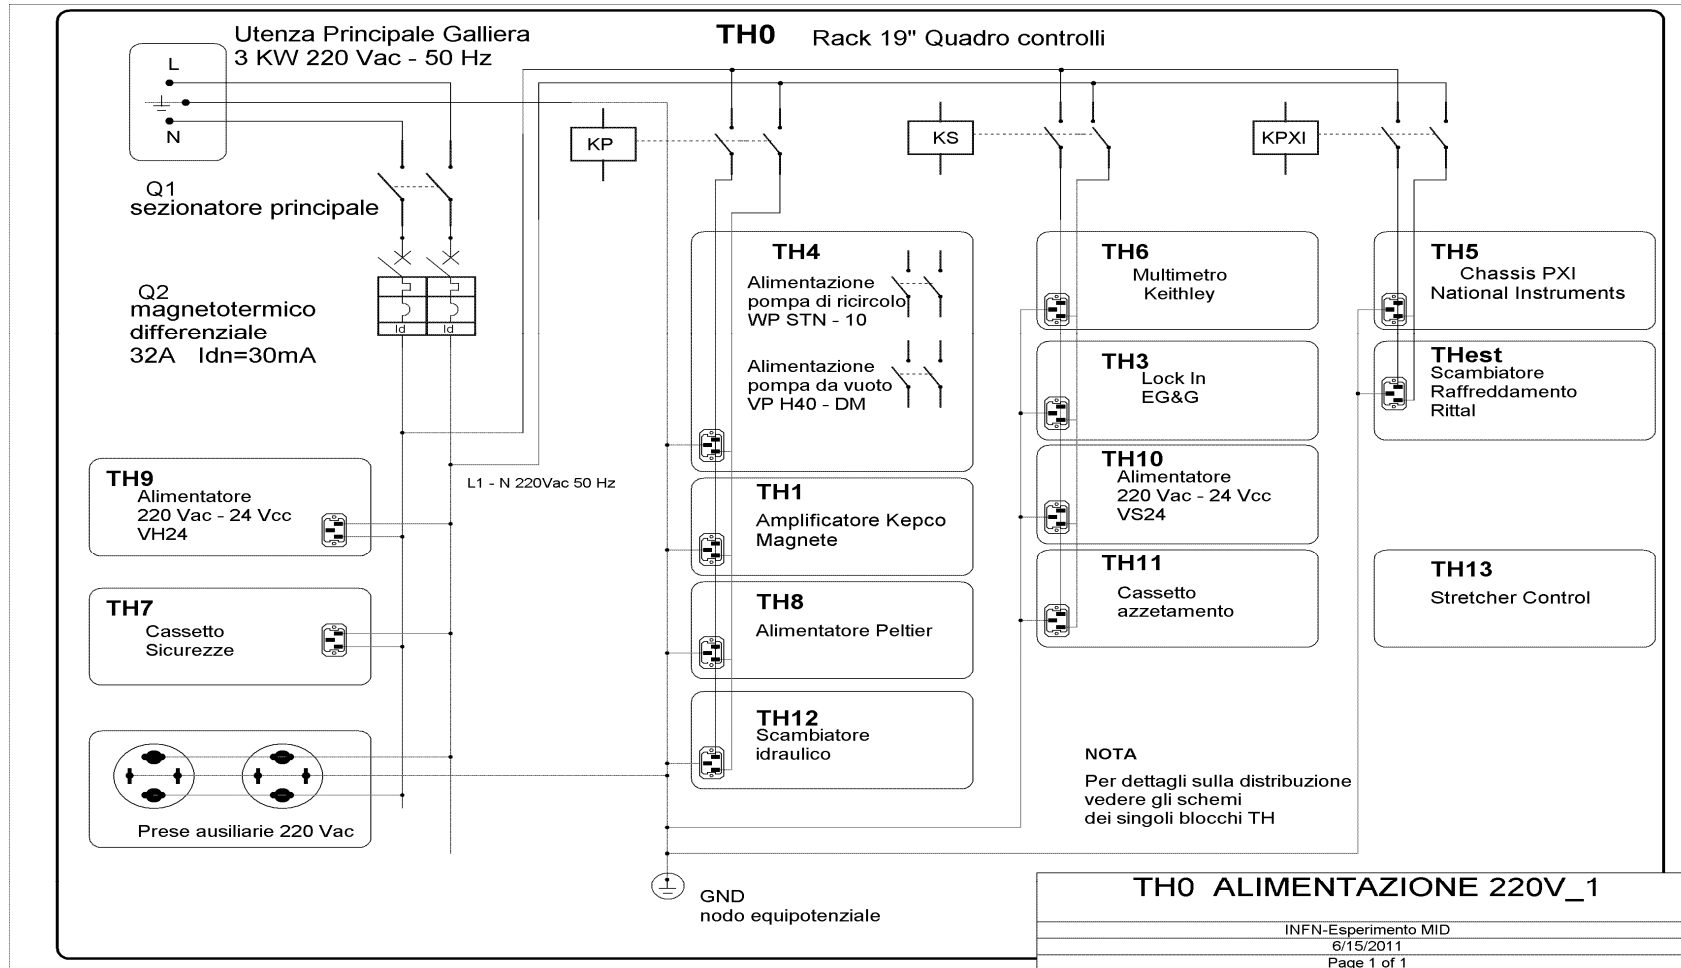 Utenza Principale Galliera
3 KW 220 Vac - 50 Hz
TH0 Rack 19" Quadro controlli
L
N
Q1
sezionatore principale
Q2
magnetotermico
differenziale
32A Idn=30mA
Id Id
KP
KS
KPXI
L1 - N 220Vac 50 Hz
TH9
Alimentatore
220 Vac - 24 Vcc
VH24
TH7
Cassetto
Sicurezze
Prese ausiliarie 220 Vac
TH4
Alimentazione
pompa di ricircolo
WP STN - 10
Alimentazione
pompa da vuoto
VP H40 - DM
TH1
Amplificatore Kepco
Magnete
TH8
Alimentatore Peltier
TH12
Scambiatore
idraulico
GND
nodo equipotenziale
TH6
Multimetro
Keithley
TH3
Lock In
EG&G
TH10
Alimentatore
220 Vac - 24 Vcc
VS24
TH11
Cassetto
azzetamento
TH5
Chassis PXI
National Instruments
THest
Scambiatore
Raffreddamento
Rittal
TH13
Stretcher Control
NOTA
Per dettagli sulla distribuzione
vedere gli schemi
dei singoli blocchi TH
TH0 ALIMENTAZIONE 220V_1
INFN-Esperimento MID
6/15/2011
Page 1 of 1